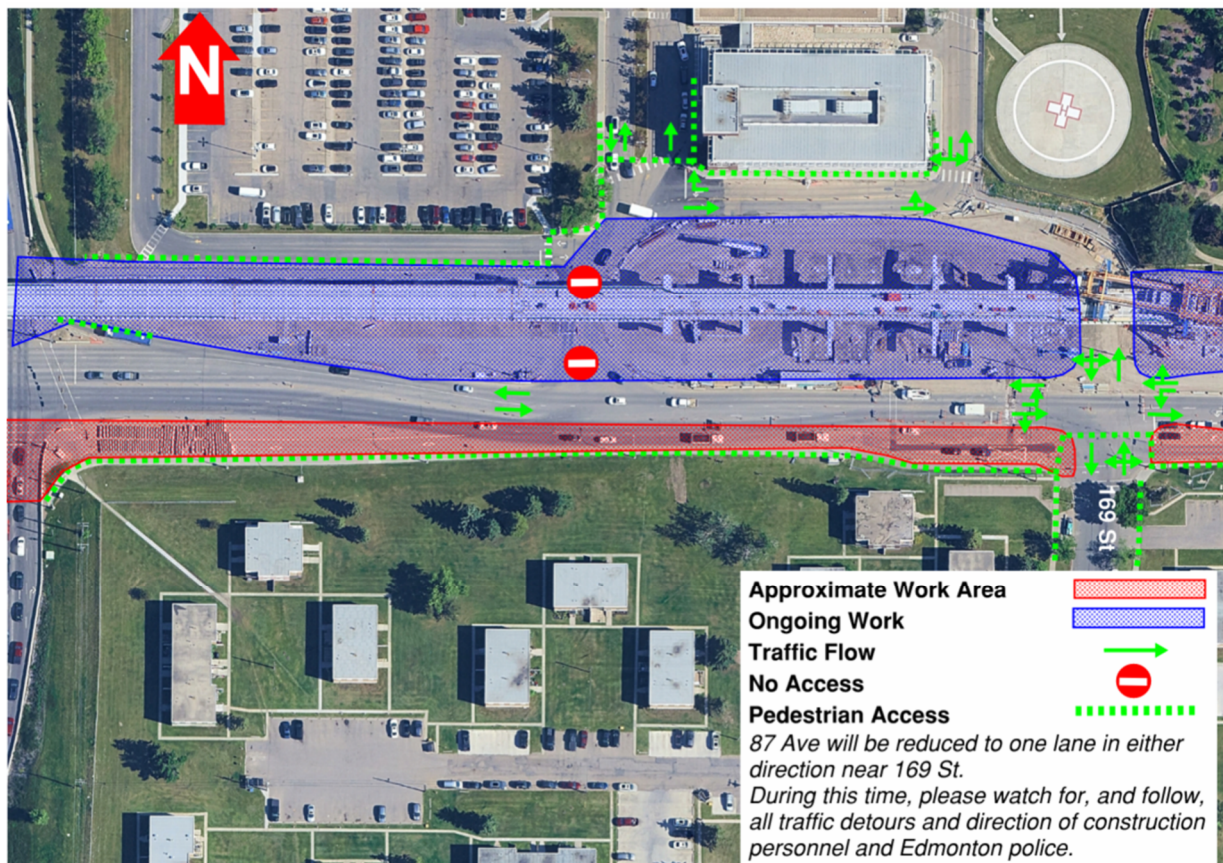 N
169 St
Approximate Work Area
Ongoing Work
Traffic Flow
No Access
Pedestrian Access
87 Ave will be reduced to one lane in either
direction near 169 St.
During this time, please watch for, and follow,
all traffic detours and direction of construction
personnel and Edmonton police.